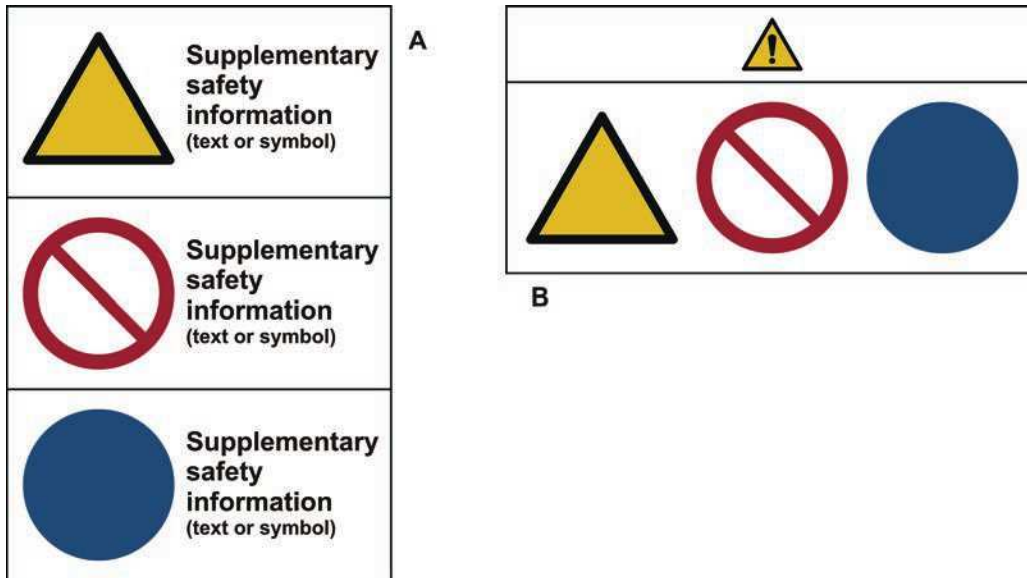 Supplementary
safety
information
(text or symbol)
A
Supplementary
safety
information
(text or symbol)
Supplementary
safety
information
(text or symbol)
!
B